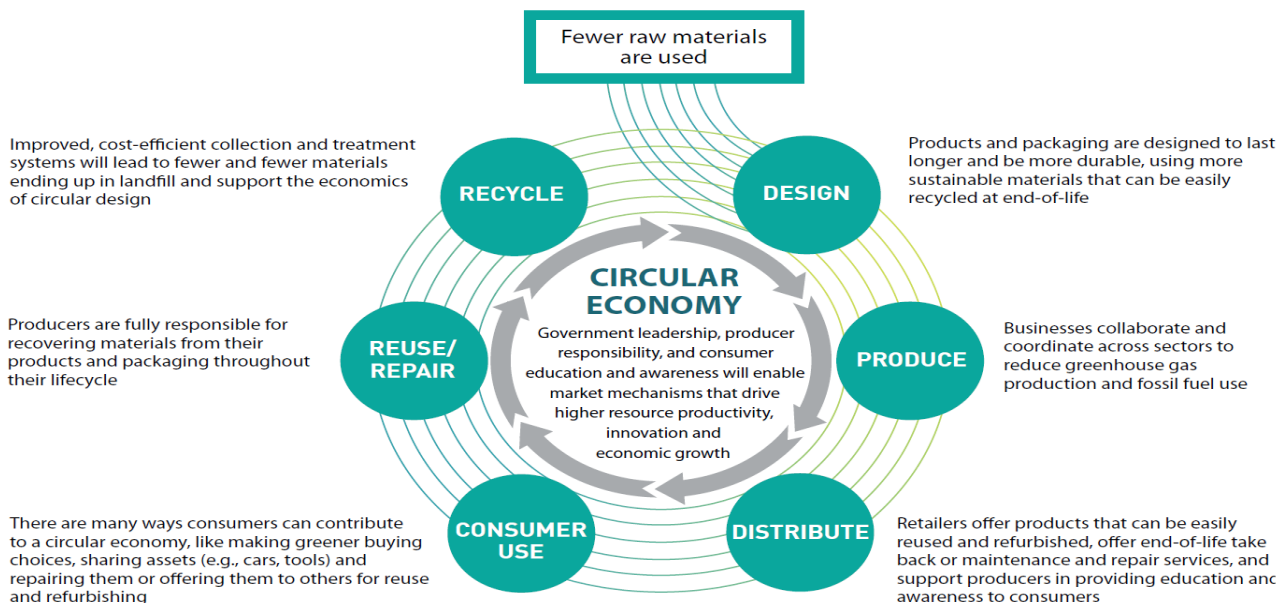 Fewer raw materials
are used
Improved, cost-efficient collection and treatment
systems will lead to fewer and fewer materials
ending up in landfill and support the economics
of circular design
RECYCLE
DESIGN
Products and packaging are designed to last
longer and be more durable, using more
sustainable materials that can be easily
recycled at end-of-life
Producers are fully responsible for
recovering materials from their
products and packaging throughout
their lifecycle
REUSE/
REPAIR
CIRCULAR
ECONOMY
Government leadership, producer
responsibility, and consumer
education and awareness will enable
market mechanisms that drive
higher resource productivity,
innovation and
economic growth
PRODUCE
Businesses collaborate and
coordinate across sectors to
reduce greenhouse gas
production and fossil fuel use
There are many ways consumers can contribute
to a circular economy, like making greener buying
choices, sharing assets (e.g., cars, tools) and
repairing them or offering them to others for reuse
and refurbishing
CONSUMER
USE
DISTRIBUTE
Retailers offer products that can be easily
reused and refurbished, offer end-of-life take
back or maintenance and repair services, and
support producers in providing education and
awareness to consumers